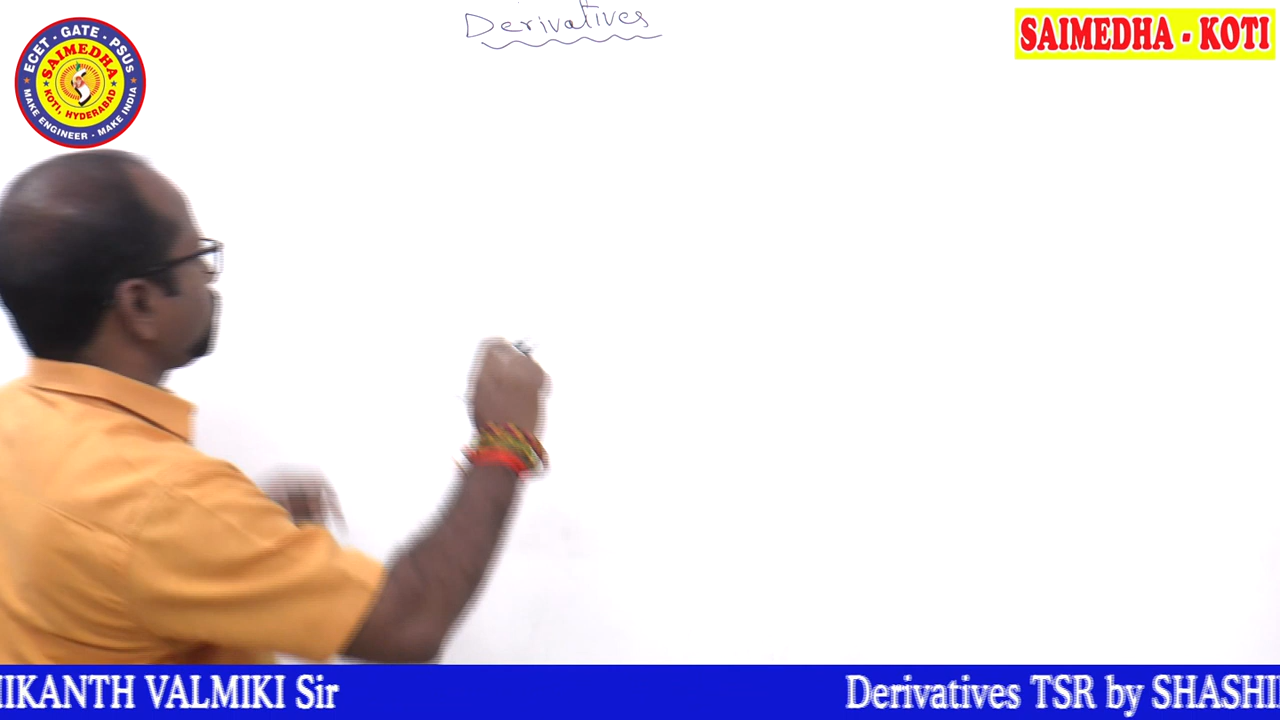 Derivatives
ECET - GATE - PSUS
SAIMEDHA
KOTI, HYDERABAD
MAKE ENGINEER - MAKE INDIA
SAIMEDHA - KOTI
IKANTH VALMIKI Sir
Derivatives TSR by SHASHI